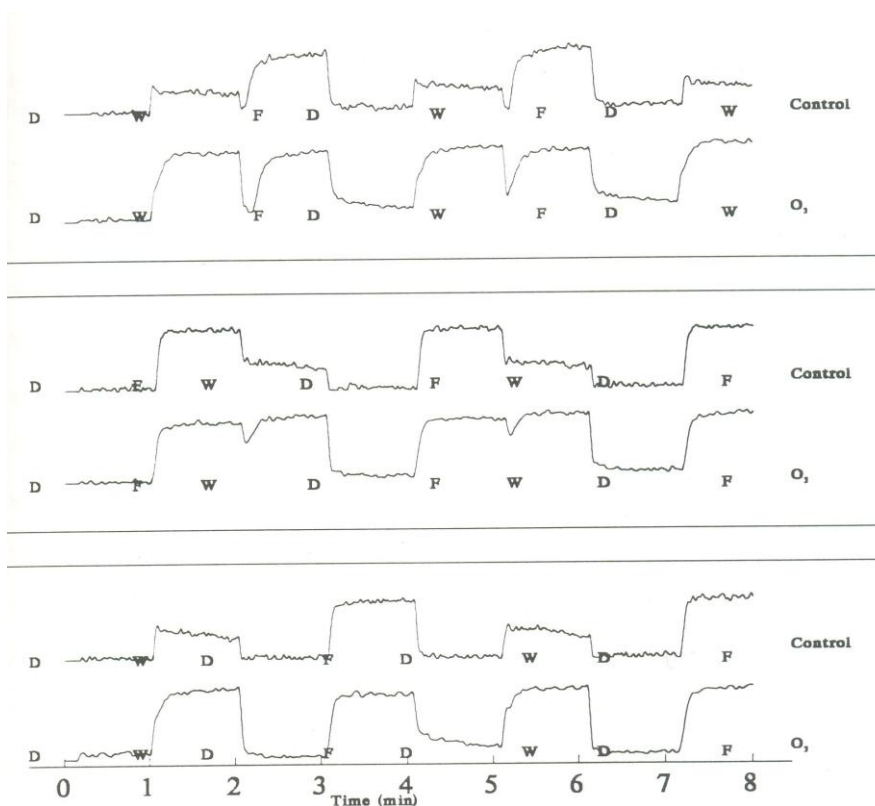 D W F D W F D W Control
D W F D W F D W O₃
D F W D F W D F Control
D F W D F W D F O₃
D W D F D W D F Control
D W D F D W D F O₃
0 1 2 3 4 5 6 7 8
Time (min)